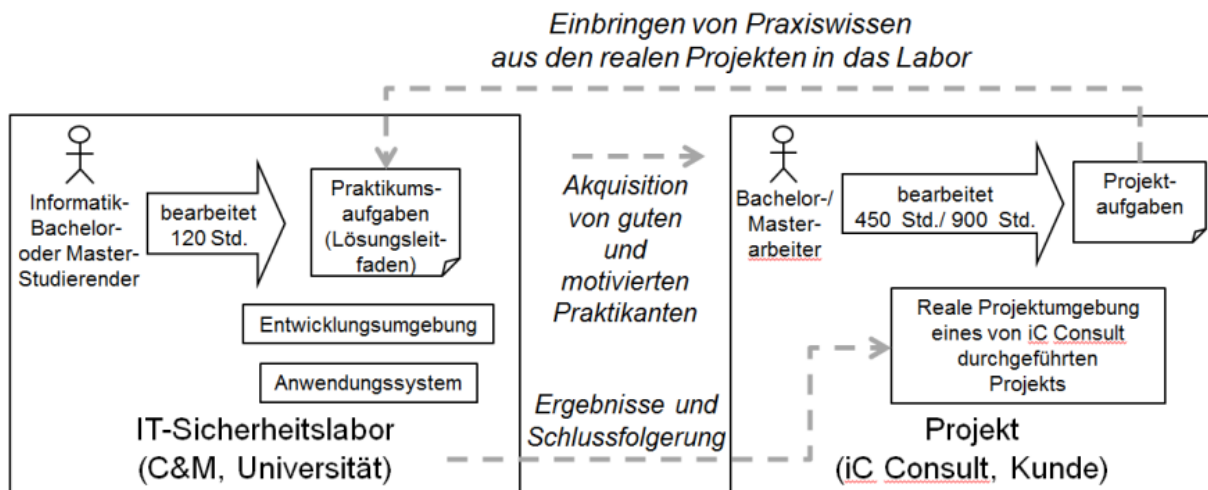 Einbringen von Praxiswissen
aus den realen Projekten in das Labor
Informatik-
Bachelor-
oder Master-
Studierender
bearbeitet
120 Std.
Praktikums-
aufgaben
(Lösungsleit-
faden)
Entwicklungsumgebung
Anwendungssystem
IT-Sicherheitslabor
(C&M, Universität)
Akquisition
von guten
und
motivierten
Praktikanten
Ergebnisse und
Schlussfolgerung
Bachelor-/
Master-
arbeiter
bearbeitet
450 Std./ 900 Std.
Projekt-
aufgaben
Reale Projektumgebung
eines von iC Consult
durchgeführten
Projekts
Projekt
(iC Consult, Kunde)